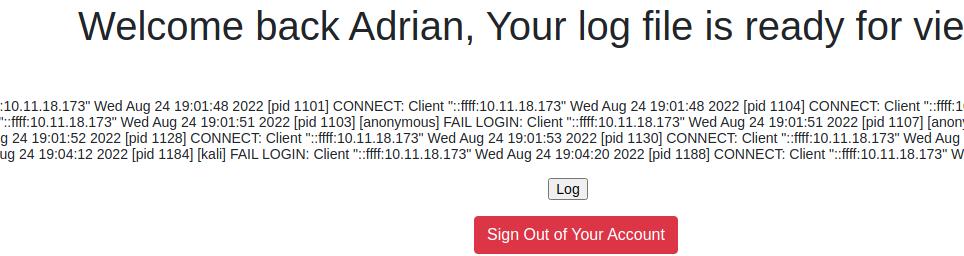 Welcome back Adrian, Your log file is ready for vie
:10.11.18.173" Wed Aug 24 19:01:48 2022 [pid 1101] CONNECT: Client "::ffff:10.11.18.173" Wed Aug 24 19:01:48 2022 [pid 1104] CONNECT: Client "::ffff:10
"::ffff:10.11.18.173" Wed Aug 24 19:01:51 2022 [pid 1103] [anonymous] FAIL LOGIN: Client "::ffff:10.11.18.173" Wed Aug 24 19:01:51 2022 [pid 1107] [anon
g 24 19:01:52 2022 [pid 1128] CONNECT: Client "::ffff:10.11.18.173" Wed Aug 24 19:01:53 2022 [pid 1130] CONNECT: Client "::ffff:10.11.18.173" Wed Aug
ug 24 19:04:12 2022 [pid 1184] [kali] FAIL LOGIN: Client "::ffff:10.11.18.173" Wed Aug 24 19:04:20 2022 [pid 1188] CONNECT: Client "::ffff:10.11.18.173" W
Log
Sign Out of Your Account